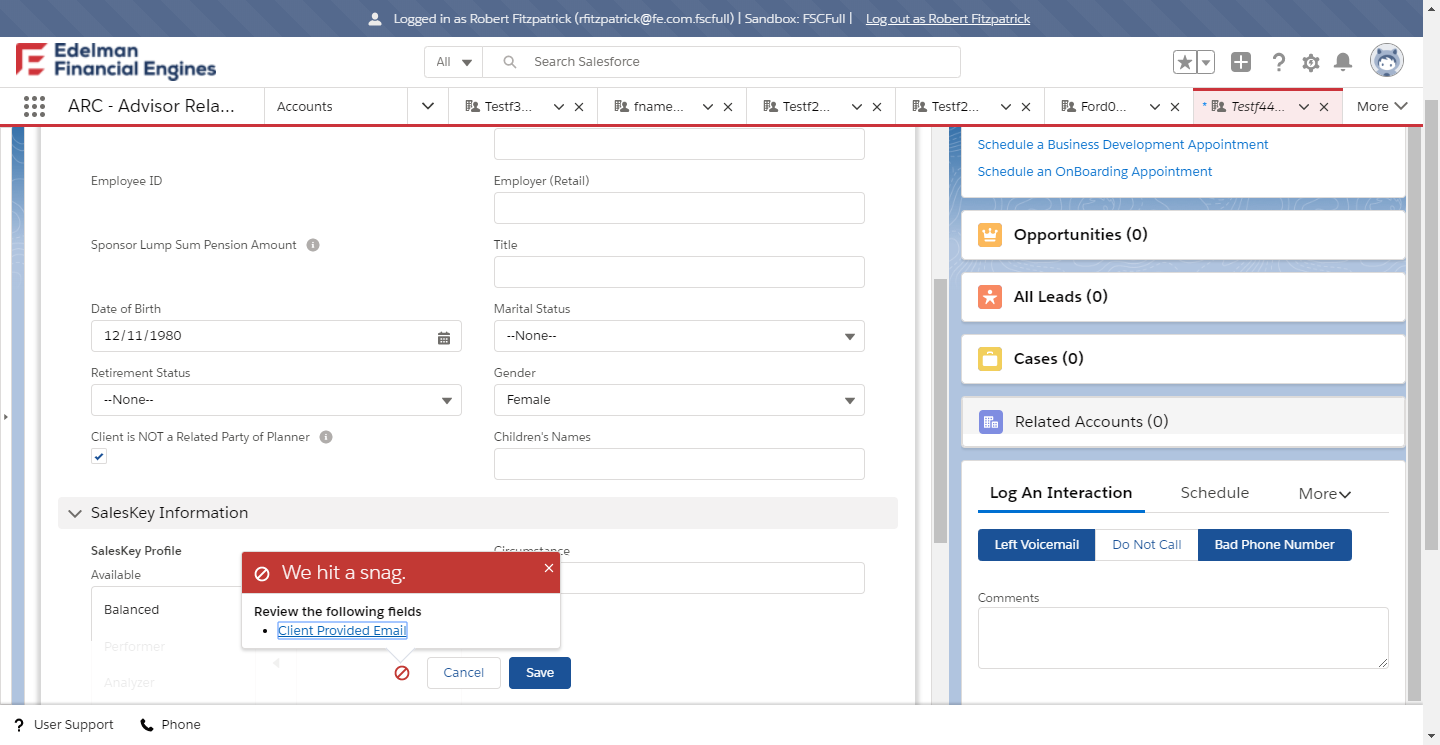 Logged in as Robert Fitzpatrick (rfitzpatrick@fe.com.fscfull) | Sandbox: FSCFull | Log out as Robert Fitzpatrick
Edelman
Financial Engines
All
Search Salesforce
ARC - Advisor Rela...
Accounts
Testf3...
fname...
Testf2...
Testf2...
Ford0...
* Testf44...
More
Schedule a Business Development Appointment
Schedule an OnBoarding Appointment
Employee ID
Employer (Retail)
Sponsor Lump Sum Pension Amount
Title
Date of Birth
12/11/1980
Marital Status
--None--
Retirement Status
--None--
Gender
Female
Client is NOT a Related Party of Planner
Children's Names
SalesKey Information
SalesKey Profile
Circumstance
Available
Balanced
Performer
Analyzer
We hit a snag.
Review the following fields
Client Provided Email
Cancel
Save
Opportunities (0)
All Leads (0)
Cases (0)
Related Accounts (0)
Log An Interaction
Schedule
More
Left Voicemail
Do Not Call
Bad Phone Number
Comments
User Support
Phone